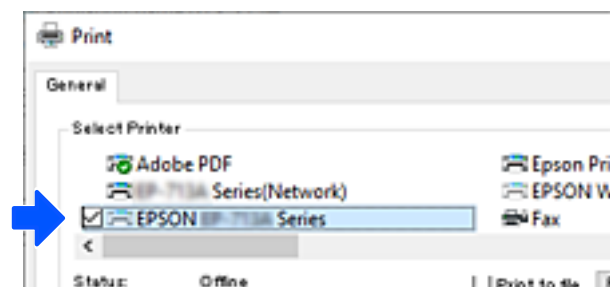 Print
General
Select Printer
Adobe PDF
Epson Pri
Series(Network)
EPSON W
EPSON Series
Fax
Status: Offline
Print to file